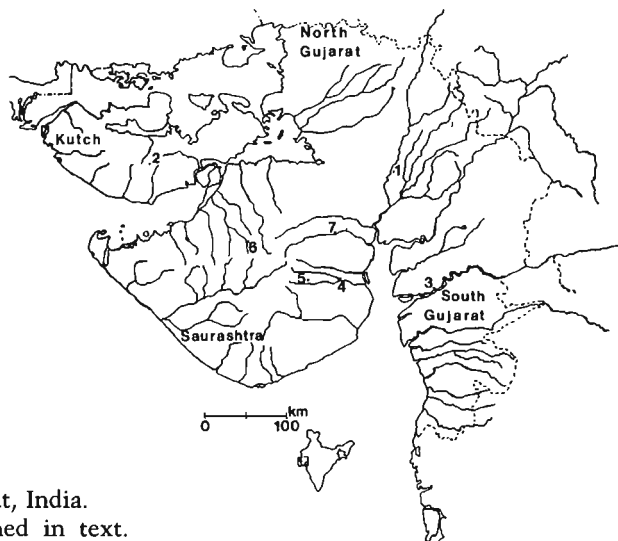 North
Gujarat
Kutch
1
2
7
6
5.
4
3
South
Gujarat
Saurashtra
km
0 100
t, India.
ned in text.